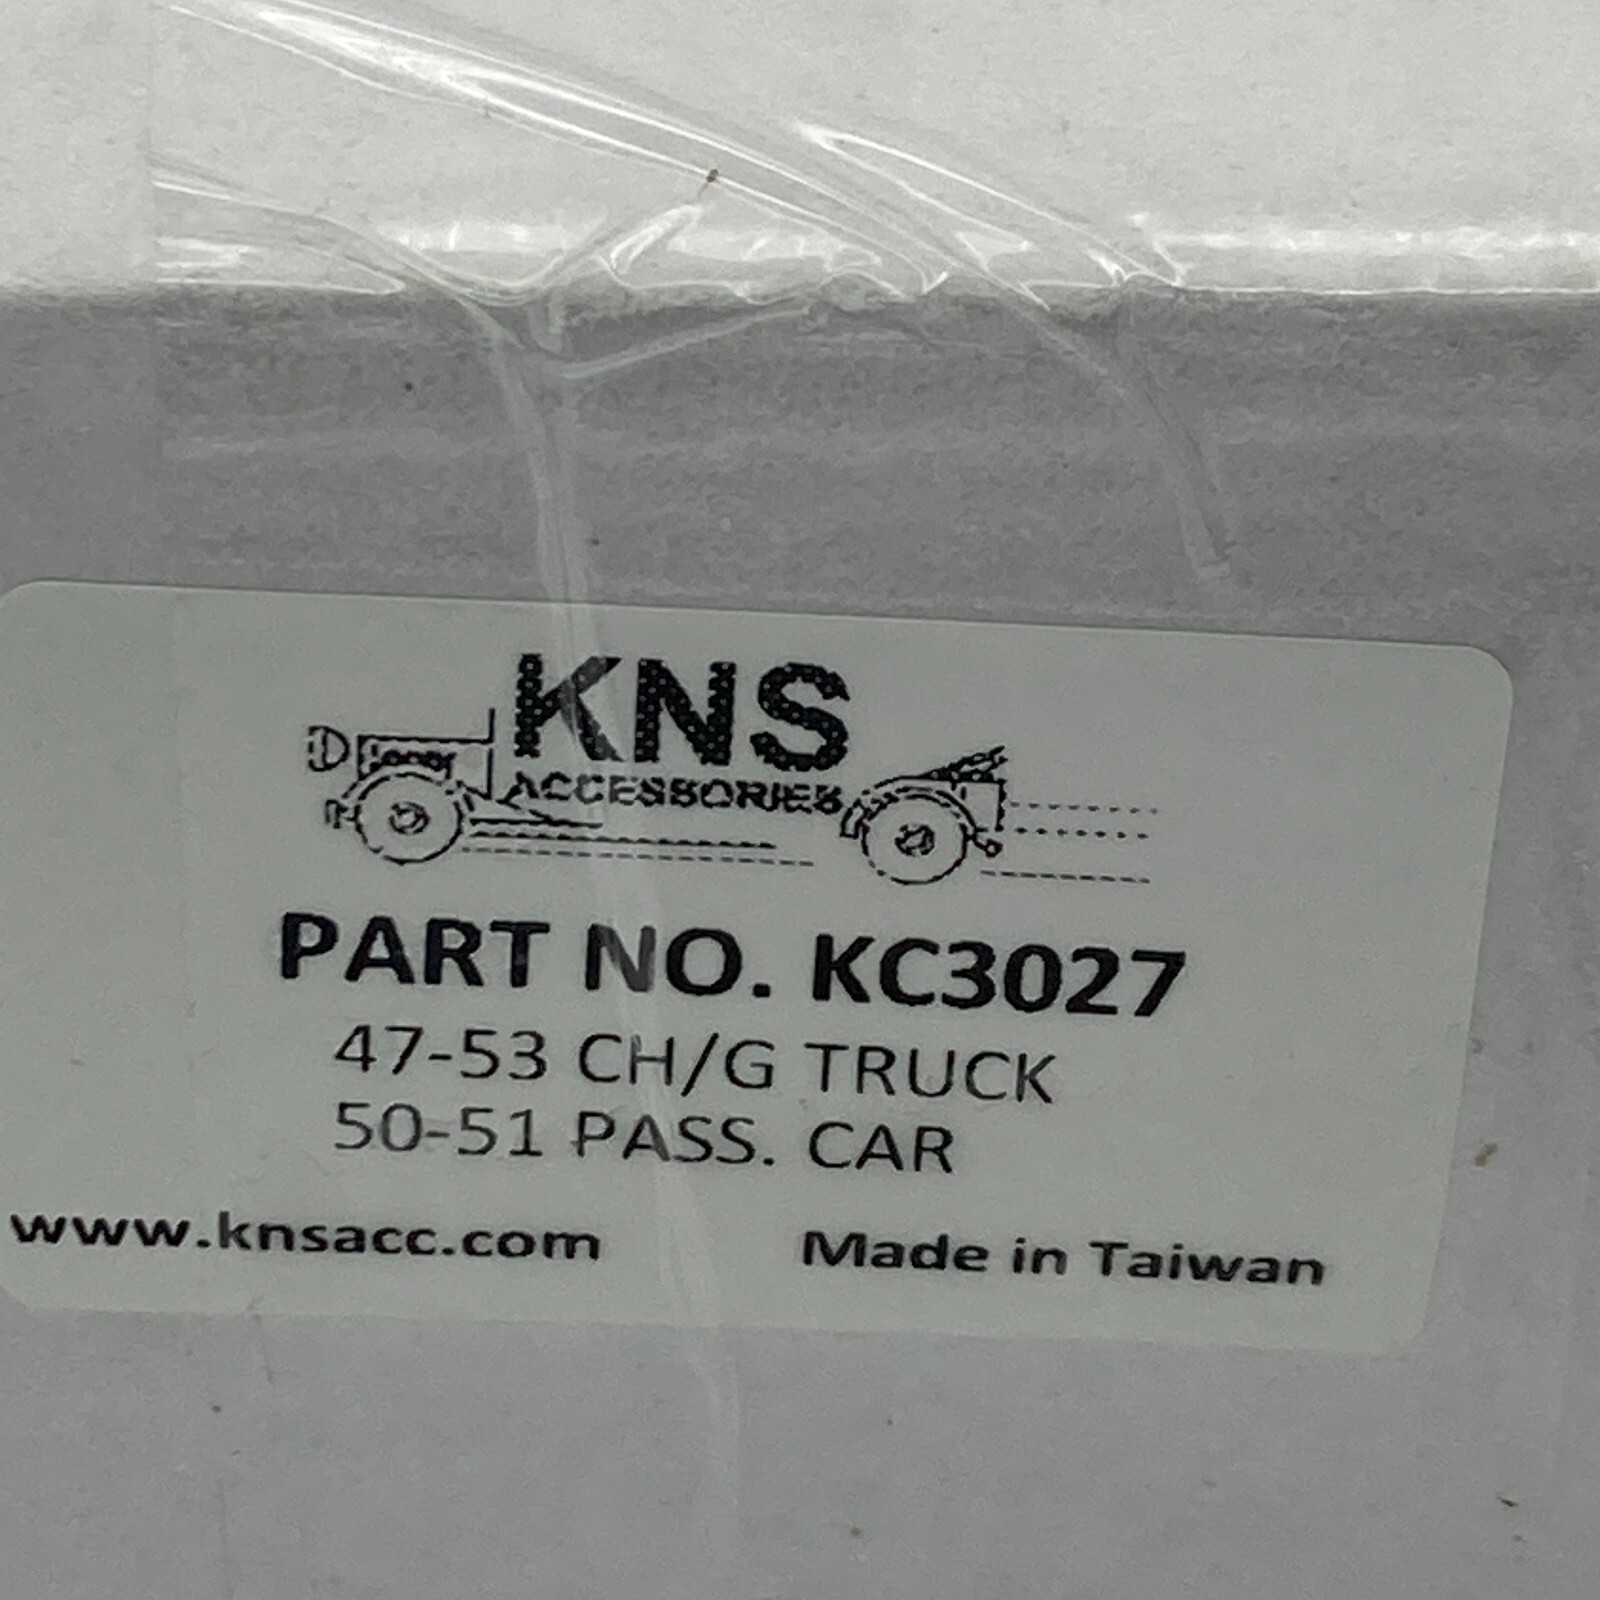 KNS
ACCESSORIES
PART NO. KC3027
47-53 CH/G TRUCK
50-51 PASS. CAR
www.knsacc.com
Made in Taiwan